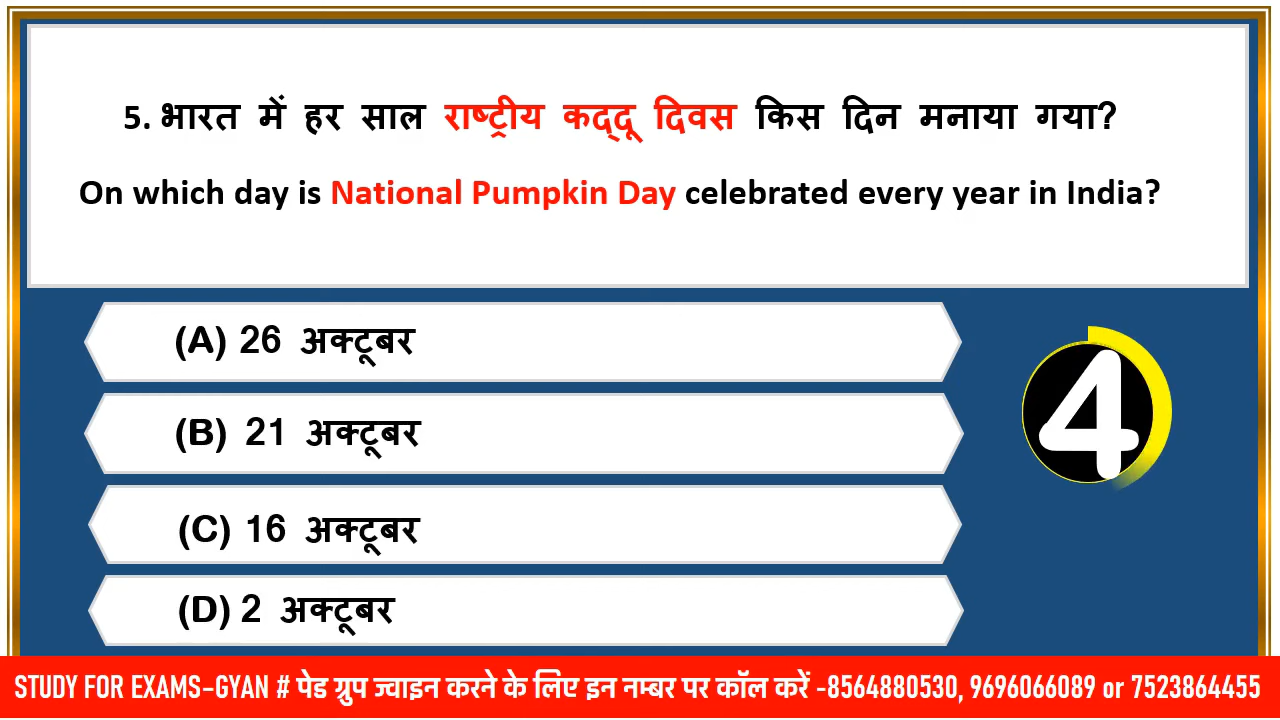 5. भारत में हर साल राष्ट्रीय कद्दू दिवस किस दिन मनाया गया?
On which day is National Pumpkin Day celebrated every year in India?
(A) 26 अक्टूबर
(B) 21 अक्टूबर
(C) 16 अक्टूबर
(D) 2 अक्टूबर
4
STUDY FOR EXAMS-GYAN # पेड ग्रुप ज्वाइन करने के लिए इन नम्बर पर कॉल करें -8564880530, 9696066089 or 7523864455